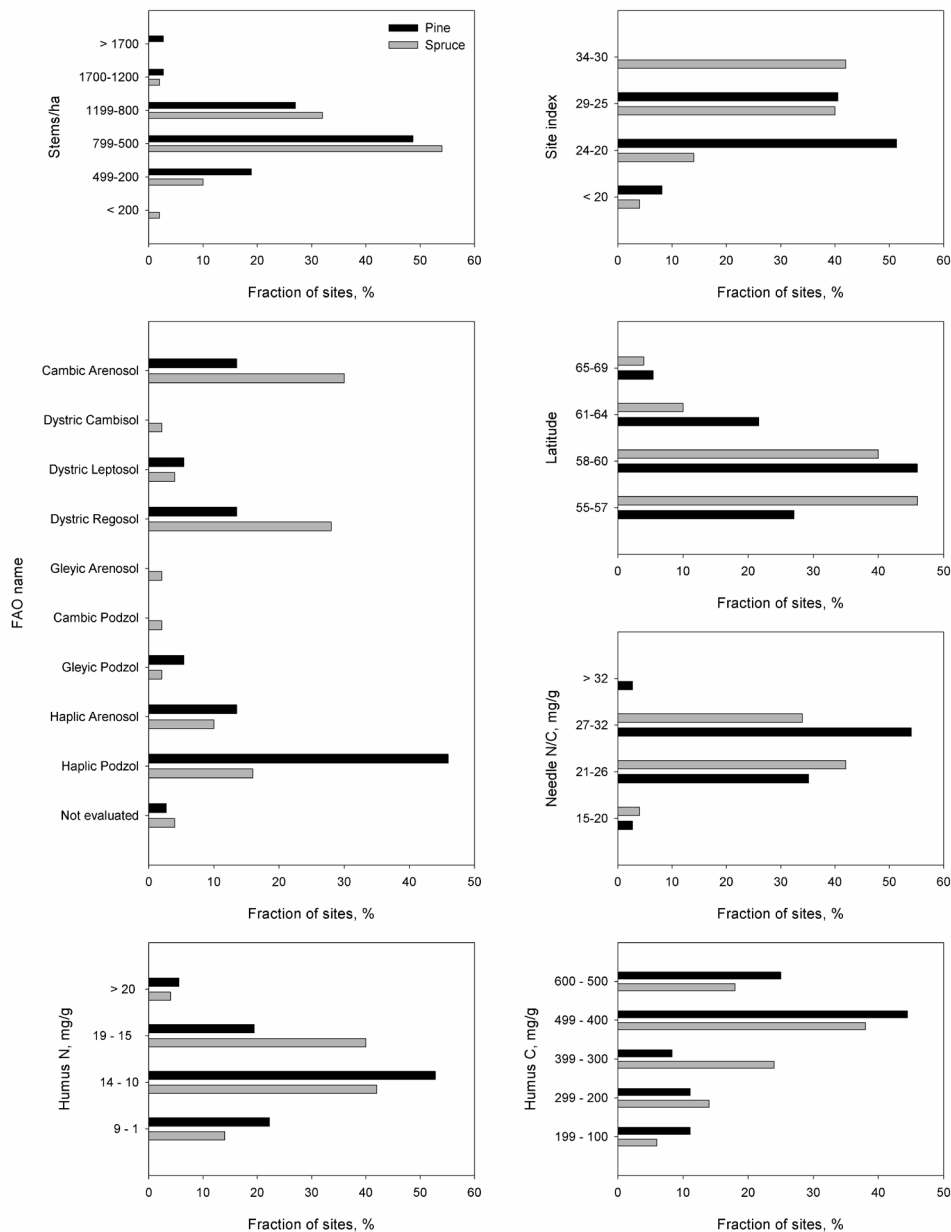 Stems/ha
> 1700
1700-1200
1199-800
799-500
499-200
< 200
Pine
Spruce
0 10 20 30 40 50 60
Fraction of sites, %
Site index
34-30
29-25
24-20
< 20
0 10 20 30 40 50 60
Fraction of sites, %
FAO name
Cambic Arenosol
Dystric Cambisol
Dystric Leptosol
Dystric Regosol
Gleyic Arenosol
Cambic Podzol
Gleyic Podzol
Haplic Arenosol
Haplic Podzol
Not evaluated
0 10 20 30 40 50
Fraction of sites, %
Latitude
65-69
61-64
58-60
55-57
0 10 20 30 40 50
Fraction of sites, %
Needle N/C, mg/g
> 32
27-32
21-26
15-20
0 10 20 30 40 50 60
Fraction of sites, %
Humus N, mg/g
> 20
19 - 15
14 - 10
9 - 1
0 10 20 30 40 50 60
Fraction of sites, %
Humus C, mg/g
600 - 500
499 - 400
399 - 300
299 - 200
199 - 100
0 10 20 30 40 50
Fraction of sites, %